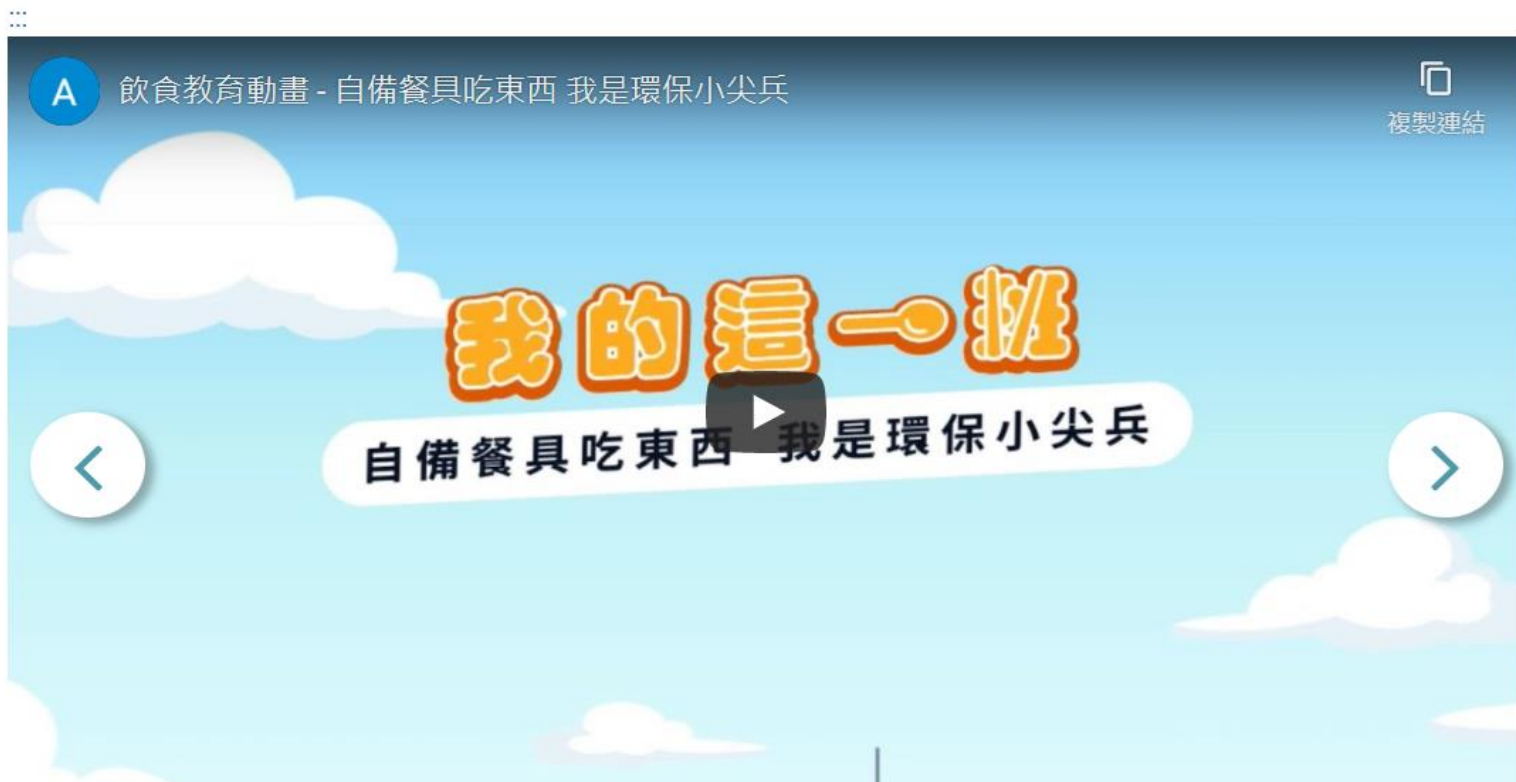 :::
A
飲食教育動畫 - 自備餐具吃東西 我是環保小尖兵
複製連結
我的這一班
自備餐具吃東西 我是環保小尖兵